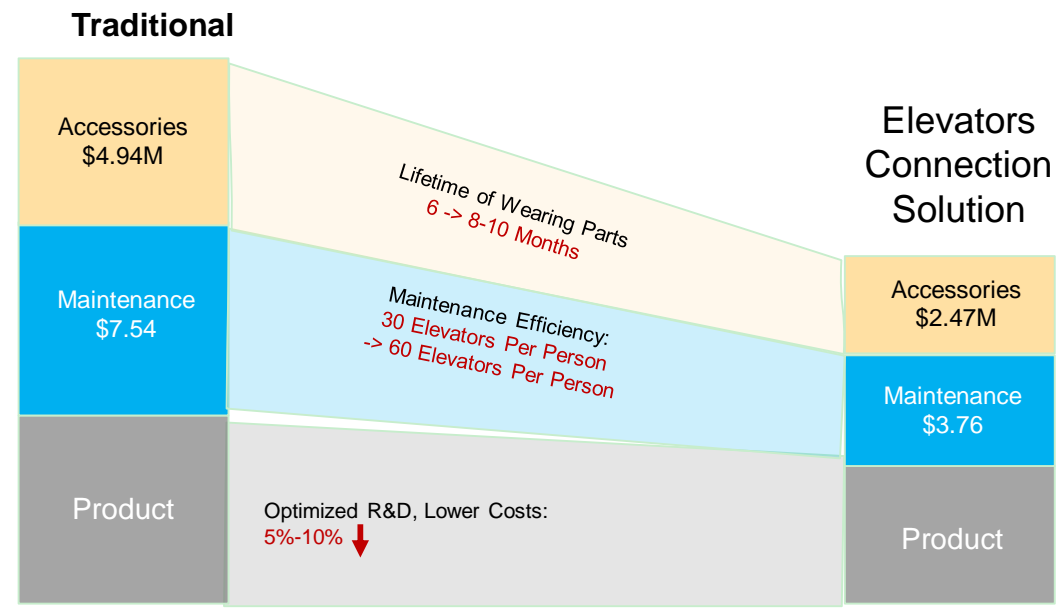 Traditional
Accessories
$4.94M
Maintenance
$7.54
Product
Lifetime of Wearing Parts
6 -> 8-10 Months
Maintenance Efficiency:
30 Elevators Per Person
-> 60 Elevators Per Person
Optimized R&D, Lower Costs:
5%-10%
Elevators
Connection
Solution
Accessories
$2.47M
Maintenance
$3.76
Product